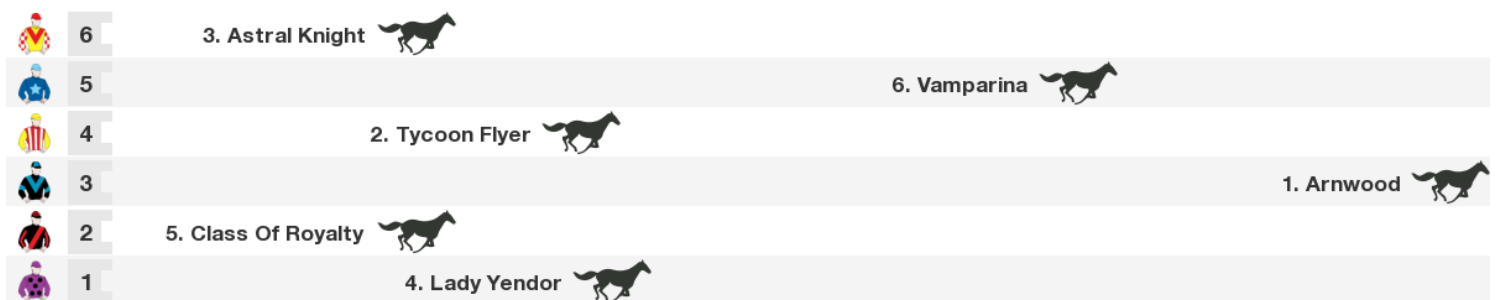 6 3. Astral Knight
5 6. Vamparina
4 2. Tycoon Flyer
3 1. Arnwood
2 5. Class Of Royalty
1 4. Lady Yendor